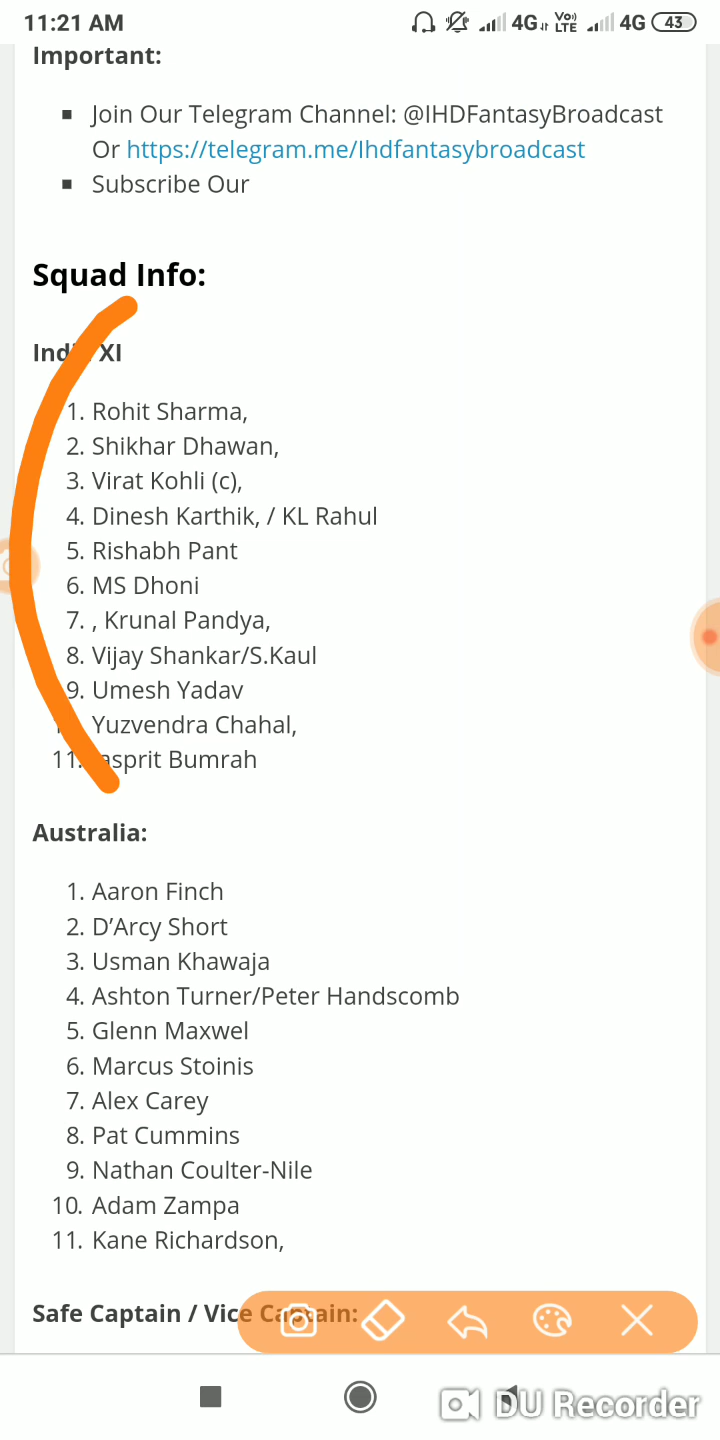 11:21 AM 4G VoLTE 4G 43
Important:
Join Our Telegram Channel: @IHDFantasyBroadcast
Or https://telegram.me/Ihdfantasybroadcast
Subscribe Our
Squad Info:
XI
1. Rohit Sharma,
2. Shikhar Dhawan,
3. Virat Kohli (c),
4. Dinesh Karthik, / KL Rahul
5. Rishabh Pant
6. MS Dhoni
7. , Krunal Pandya,
8. Vijay Shankar/S.Kaul
9. Umesh Yadav
Yuzvendra Chahal,
11. Bumrah
Australia:
1. Aaron Finch
2. D’Arcy Short
3. Usman Khawaja
4. Ashton Turner/Peter Handscomb
5. Glenn Maxwel
6. Marcus Stoinis
7. Alex Carey
8. Pat Cummins
9. Nathan Coulter-Nile
10. Adam Zampa
11. Kane Richardson,
Safe Captain / Vice Captain:
DU Recorder